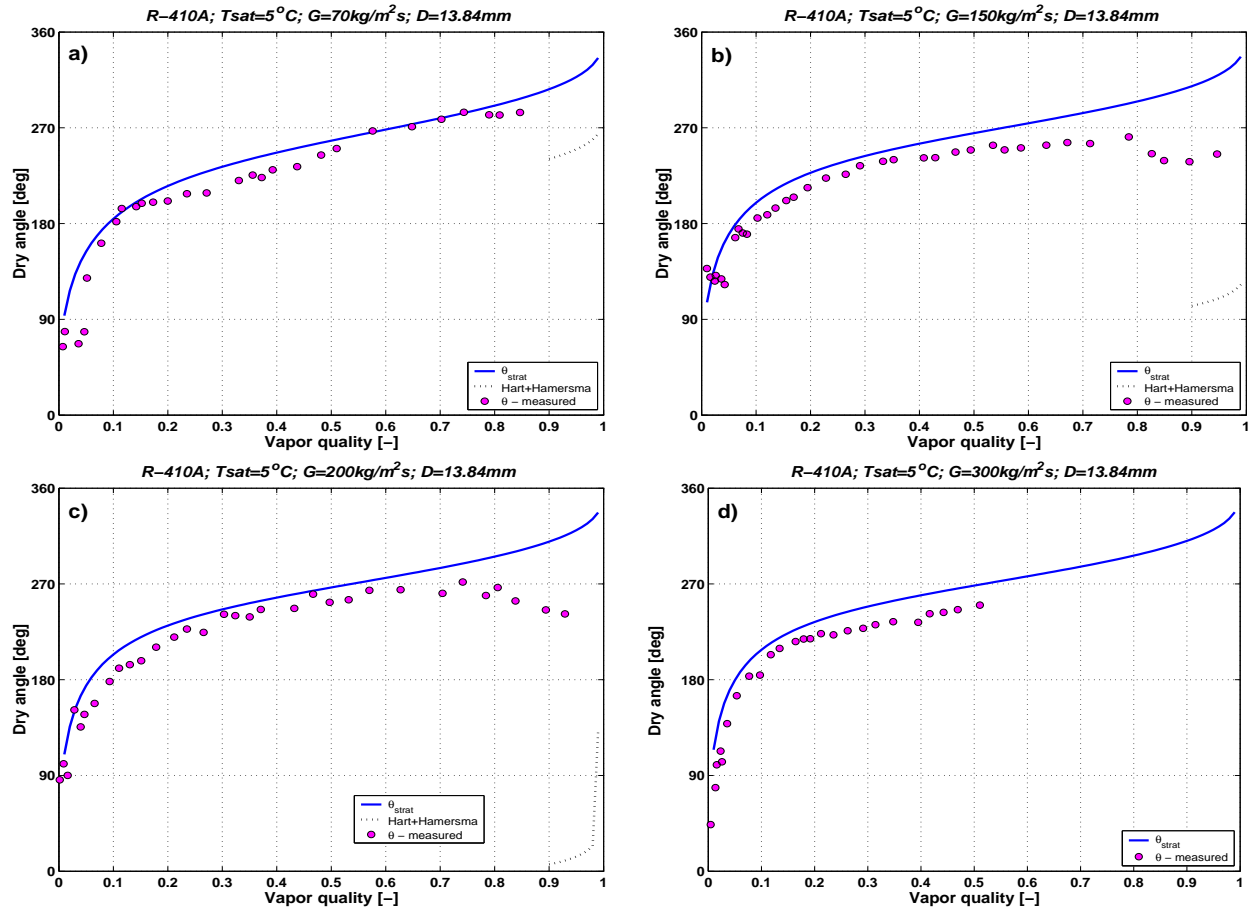 R−410A; Tsat=5°C; G=70kg/m²s; D=13.84mm
a)
360
270
180
90
0
Dry angle [deg]
0 0.1 0.2 0.3 0.4 0.5 0.6 0.7 0.8 0.9 1
Vapor quality [−]
θstrat
Hart+Hamersma
θ − measured
R−410A; Tsat=5°C; G=150kg/m²s; D=13.84mm
b)
360
270
180
90
0
Dry angle [deg]
0 0.1 0.2 0.3 0.4 0.5 0.6 0.7 0.8 0.9 1
Vapor quality [−]
θstrat
Hart+Hamersma
θ − measured
R−410A; Tsat=5°C; G=200kg/m²s; D=13.84mm
c)
360
270
180
90
0
Dry angle [deg]
0 0.1 0.2 0.3 0.4 0.5 0.6 0.7 0.8 0.9 1
Vapor quality [−]
θstrat
Hart+Hamersma
θ − measured
R−410A; Tsat=5°C; G=300kg/m²s; D=13.84mm
d)
360
270
180
90
0
Dry angle [deg]
0 0.1 0.2 0.3 0.4 0.5 0.6 0.7 0.8 0.9 1
Vapor quality [−]
θstrat
θ − measured